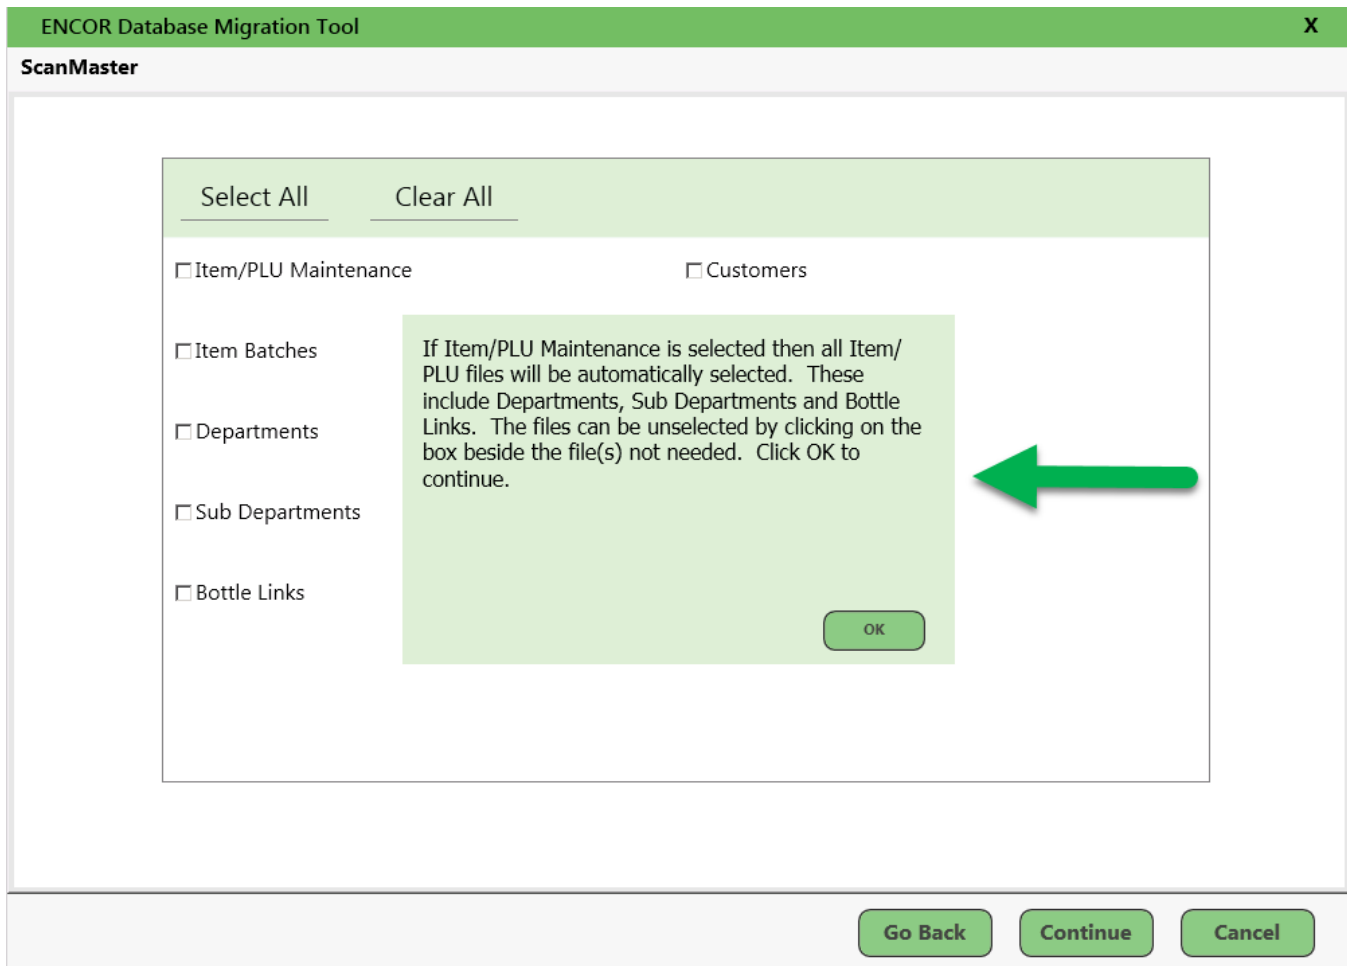 ENCOR Database Migration Tool X
ScanMaster
Select All Clear All
Item/PLU Maintenance Customers
Item Batches
Departments
Sub Departments
Bottle Links
If Item/PLU Maintenance is selected then all Item/
PLU files will be automatically selected.  These
include Departments, Sub Departments and Bottle
Links.  The files can be unselected by clicking on the
box beside the file(s) not needed.  Click OK to
continue.
OK
Go Back Continue Cancel